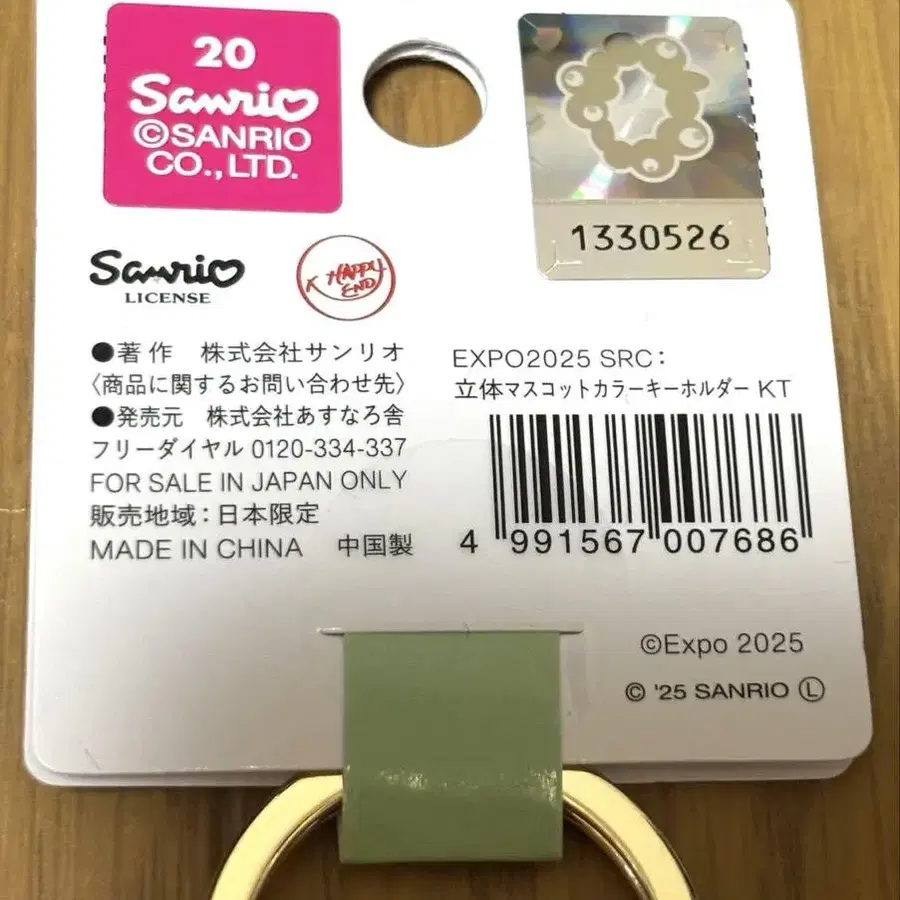 20
Sanrio
©SANRIO
CO.,LTD.
1330526
Sanrio
LICENSE
HAPPY
END
●著作　株式会社サンリオ
〈商品に関するお問い合わせ先〉
●発売元　株式会社あすなろ舎
フリーダイヤル 0120-334-337
FOR SALE IN JAPAN ONLY
販売地域：日本限定
MADE IN CHINA　中国製
EXPO2025 SRC：
立体マスコットカラーキーホルダー KT
4 991567 007686
©Expo 2025
© '25 SANRIO Ⓛ